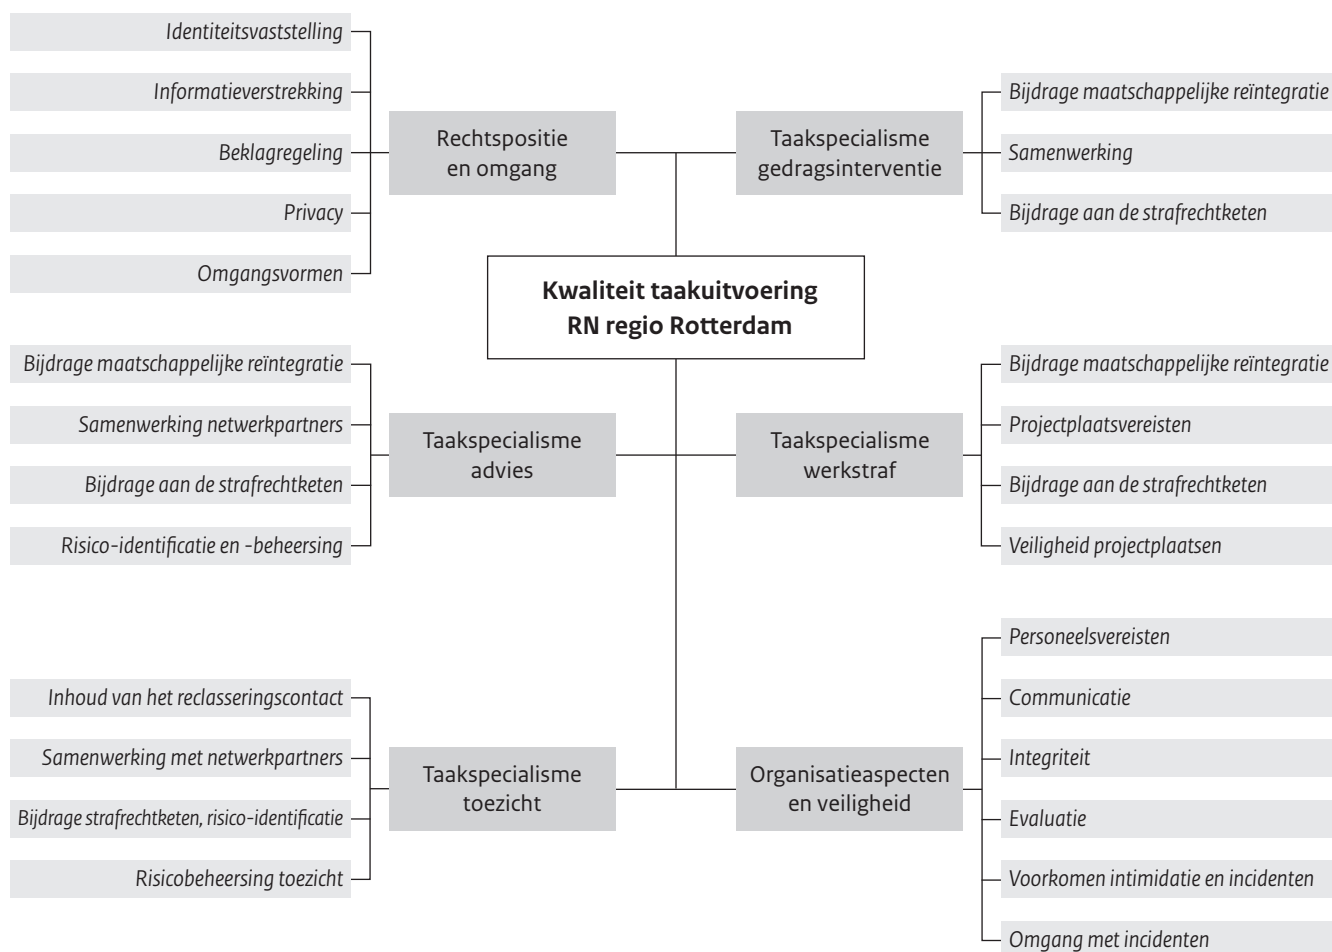 Identiteitsvaststelling
Informatieverstrekking
Beklagregeling
Privacy
Omgangsvormen
Rechtspositie
en omgang
Taakspecialisme
gedragsinterventie
Bijdrage maatschappelijke reïntegratie
Samenwerking
Bijdrage aan de strafrechtketen
Kwaliteit taakuitvoering
RN regio Rotterdam
Bijdrage maatschappelijke reïntegratie
Samenwerking netwerkpartners
Bijdrage aan de strafrechtketen
Risico-identificatie en -beheersing
Taakspecialisme
advies
Taakspecialisme
werkstraf
Bijdrage maatschappelijke reïntegratie
Projectplaatsvereisten
Bijdrage aan de strafrechtketen
Veiligheid projectplaatsen
Inhoud van het reclasseringscontact
Samenwerking met netwerkpartners
Bijdrage strafrechtketen, risico-identificatie
Risicobeheersing toezicht
Taakspecialisme
toezicht
Organisatieaspecten
en veiligheid
Personeelsvereisten
Communicatie
Integriteit
Evaluatie
Voorkomen intimidatie en incidenten
Omgang met incidenten